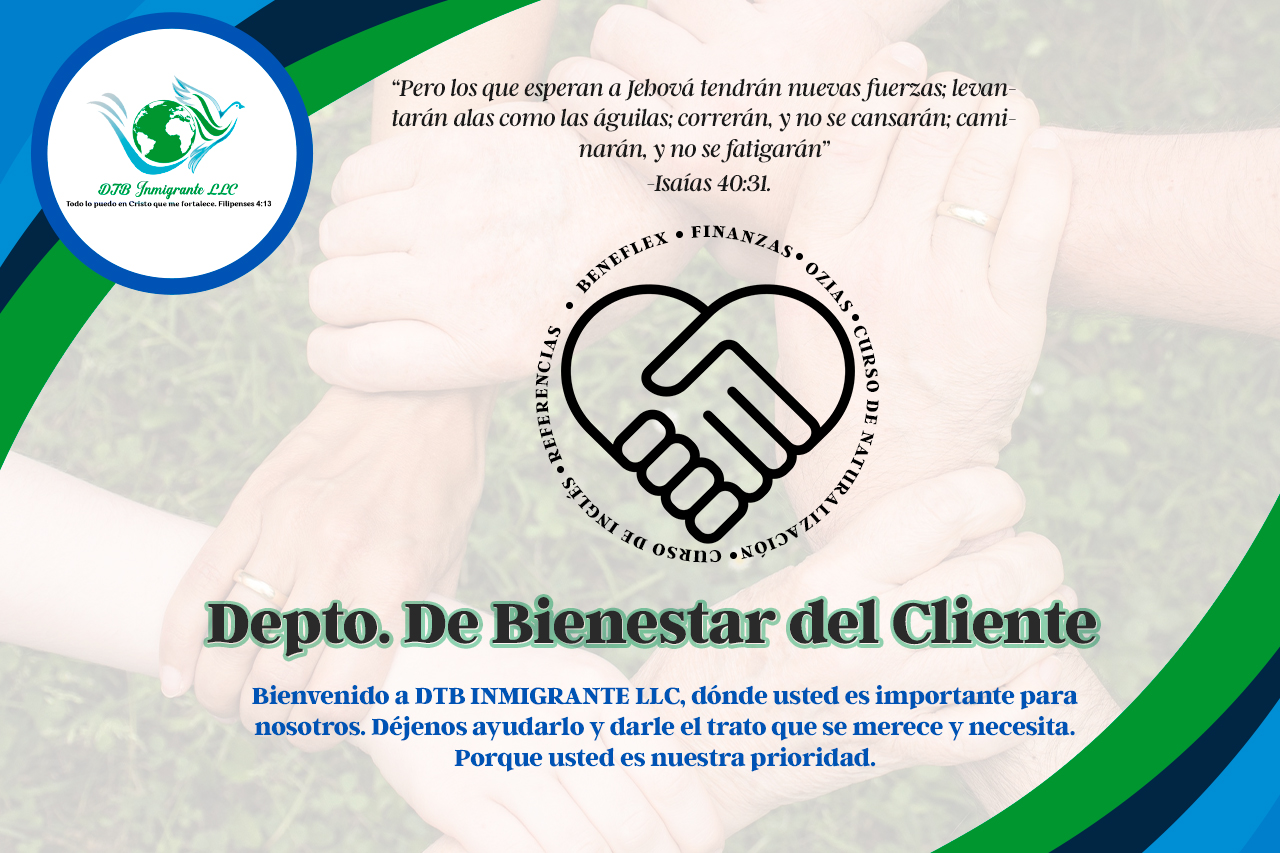 DTB Inmigrante LLC
Todo lo puedo en Cristo que me fortalece. Filipenses 4:13
“Pero los que esperan a Jehová tendrán nuevas fuerzas; levan-
tarán alas como las águilas; correrán, y no se cansarán; cami-
narán, y no se fatigarán”
-Isaías 40:31.
• BENEFLEX • FINANZAS • OZIAS • CURSO DE NATURALIZACIÓN • CURSO DE INGLÉS • REFERENCIAS
Depto. De Bienestar del Cliente
Bienvenido a DTB INMIGRANTE LLC, dónde usted es importante para
nosotros. Déjenos ayudarlo y darle el trato que se merece y necesita.
Porque usted es nuestra prioridad.